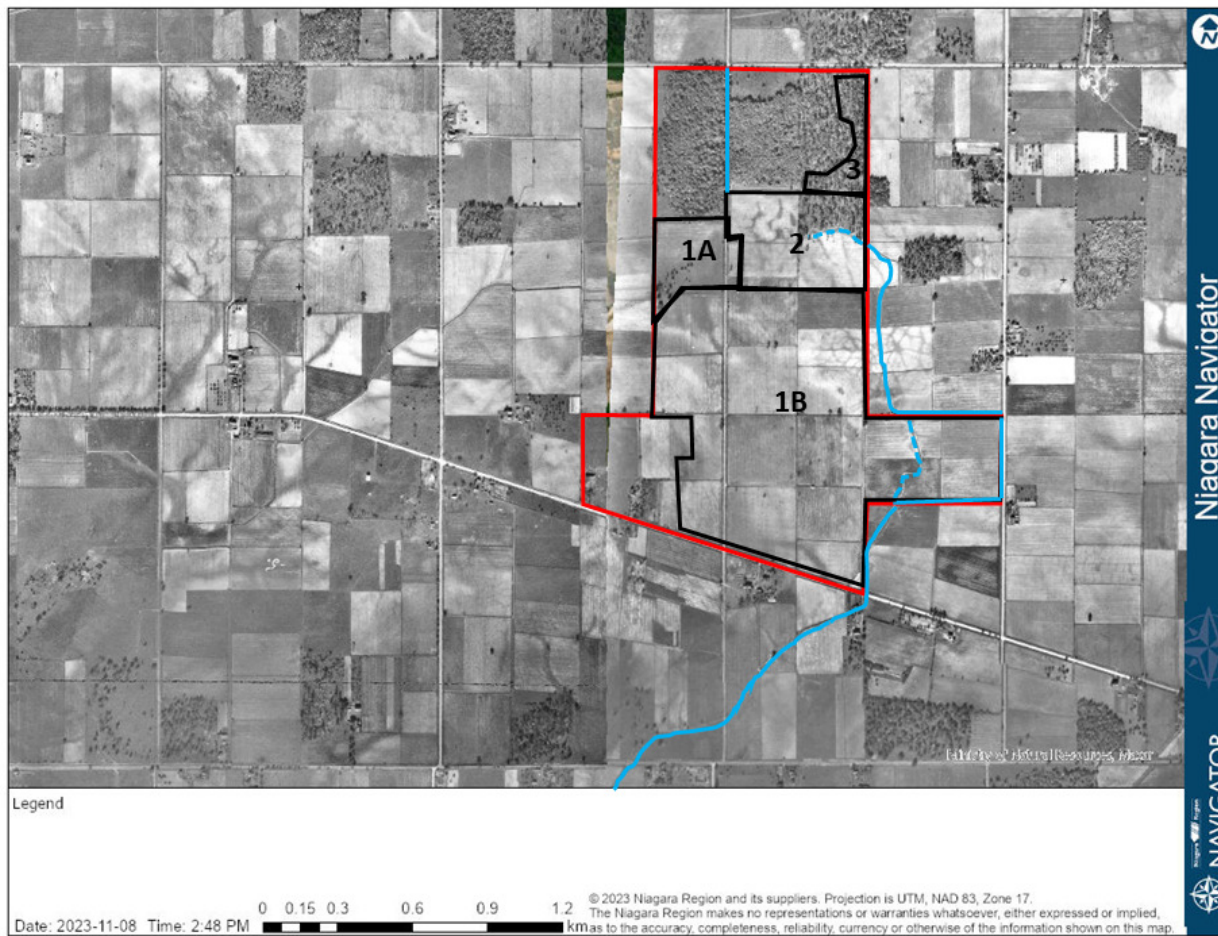 3
1A
2
1B
Niagara Navigator
Legend
Date: 2023-11-08 Time: 2:48 PM
0 0.15 0.3 0.6 0.9 1.2
km
© 2023 Niagara Region and its suppliers. Projection is UTM, NAD 83, Zone 17.
The Niagara Region makes no representations or warranties whatsoever, either expressed or implied,
as to the accuracy, completeness, reliability, currency or otherwise of the information shown on this map.
Niagara Region
NAVIGATOR
N